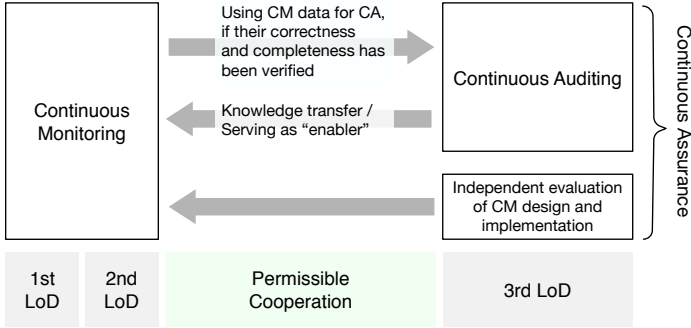 Using CM data for CA,
if their correctness
and completeness has
been verified
Continuous
Monitoring
Continuous Auditing
Knowledge transfer /
Serving as “enabler”
Independent evaluation
of CM design and
implementation
Continuous Assurance
1st
LoD
2nd
LoD
Permissible
Cooperation
3rd LoD